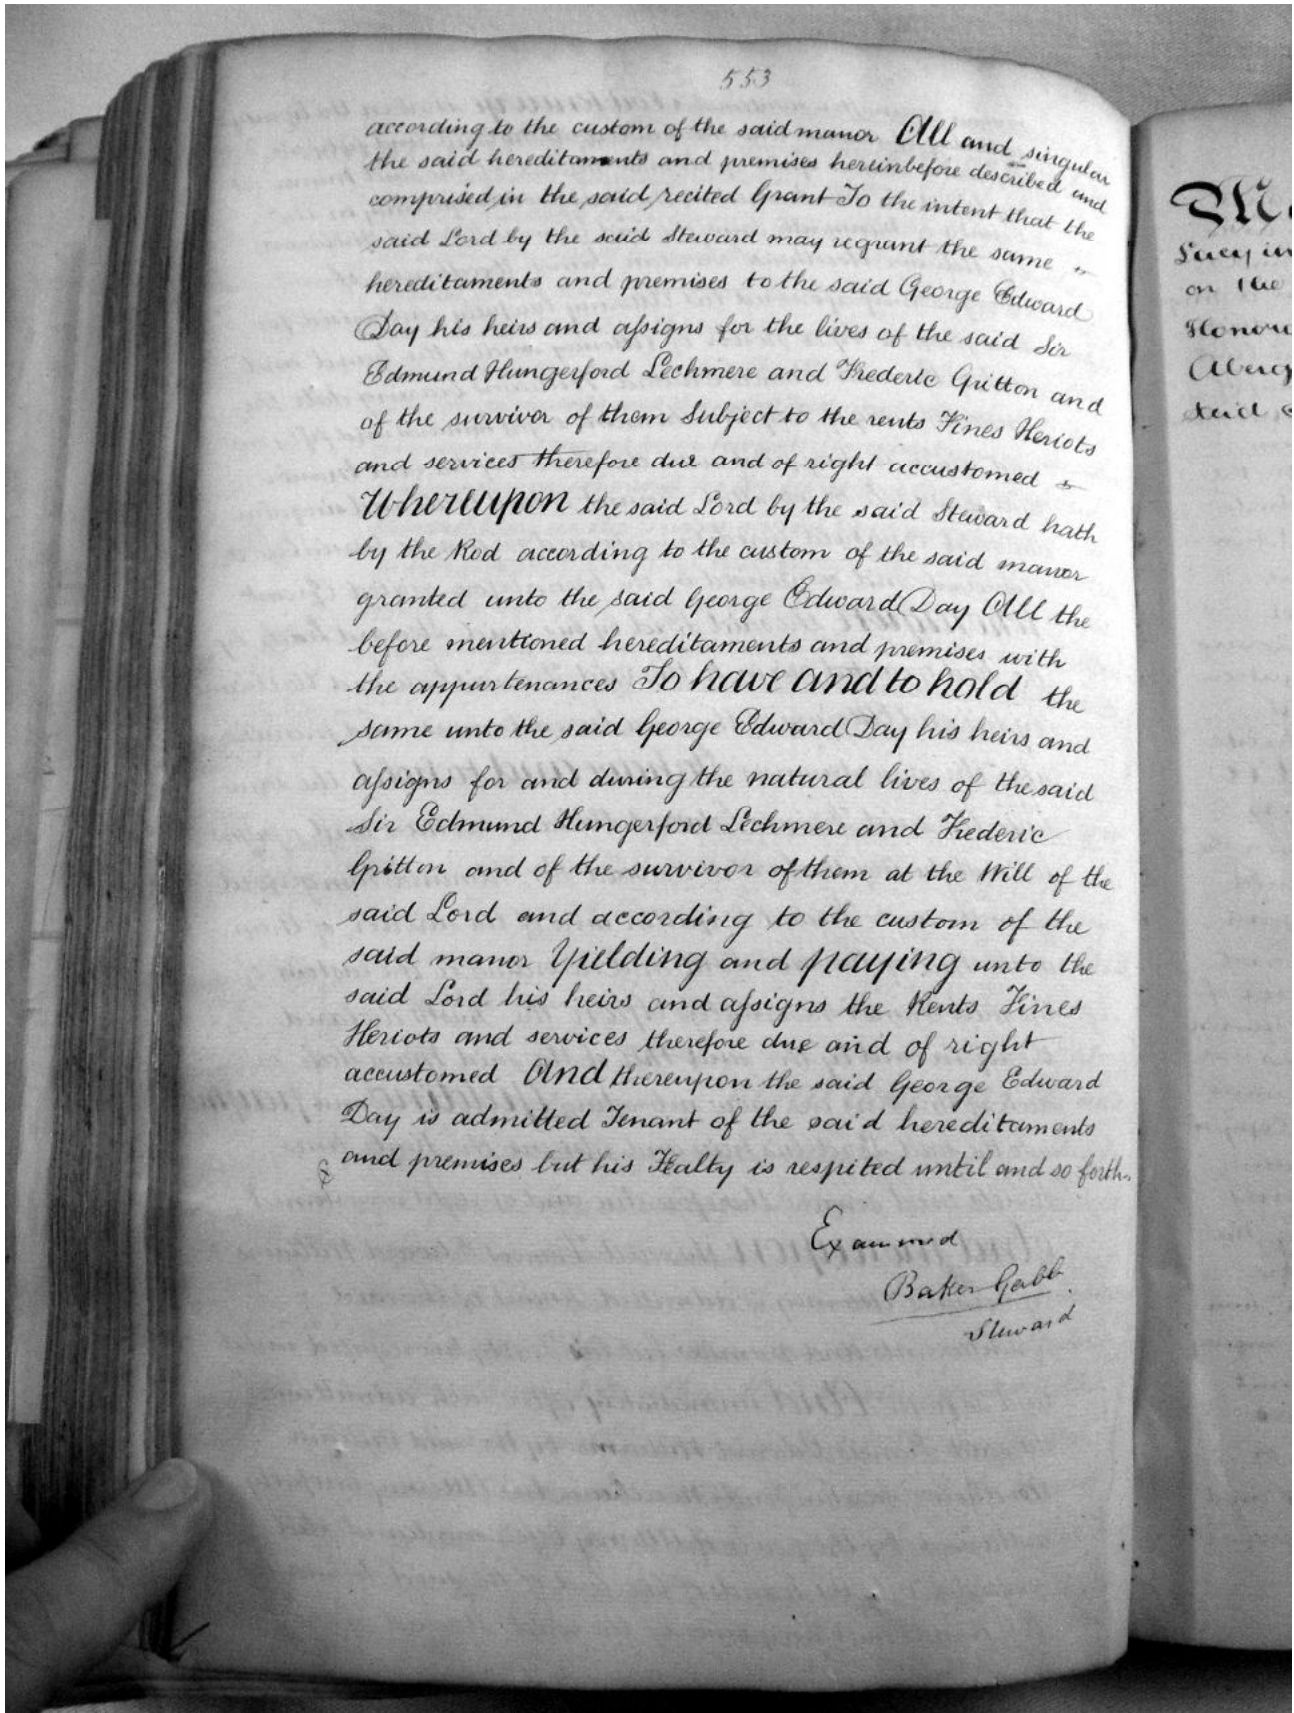 553
according to the custom of the said manor All and singular
the said hereditaments and premises hereinbefore described and
comprised in the said recited Grant To the intent that the
said Lord by the said Steward may regrant the same
hereditaments and premises to the said George Edward
Day his heirs and assigns for the lives of the said Sir
Edmund Hungerford Lechmere and Frederic Gritton and
of the survivor of them Subject to the rents Fines Heriots
and services therefore due and of right accustomed
Whereupon the said Lord by the said Steward hath
by the Rod according to the custom of the said manor
granted unto the said George Edward Day All the
before mentioned hereditaments and premises with
the appurtenances To have and to hold the
same unto the said George Edward Day his heirs and
assigns for and during the natural lives of the said
Sir Edmund Hungerford Lechmere and Frederic
Gritton and of the survivor of them at the Will of the
said Lord and according to the custom of the
said manor Yielding and paying unto the
said Lord his heirs and assigns the Rents Fines
Heriots and services therefore due and of right
accustomed And thereupon the said George Edward
Day is admitted Tenant of the said hereditaments
and premises but his Fealty is respited until and so forth
Examined
Baker Gabb
Steward
Lacy in
on the
Honor
Aberg
said